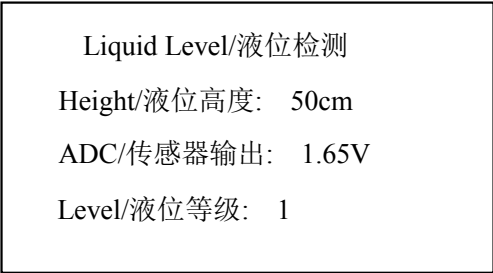 Liquid Level/液位检测
Height/液位高度: 50cm
ADC/传感器输出: 1.65V
Level/液位等级: 1